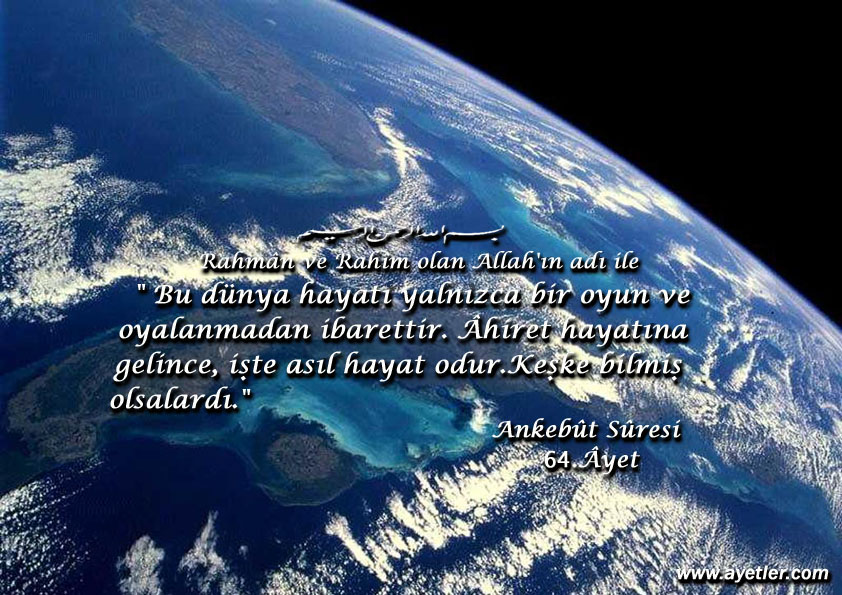 بسم الله الرحمن الرحيم
Rahmân ve Rahîm olan Allah'ın adı ile
" Bu dünya hayatı yalnızca bir oyun ve
oyalanmadan ibarettir. Âhiret hayatına
gelince, işte asıl hayat odur.Keşke bilmiş
olsalardı."
Ankebût Sûresi
64.Âyet
www.ayetler.com